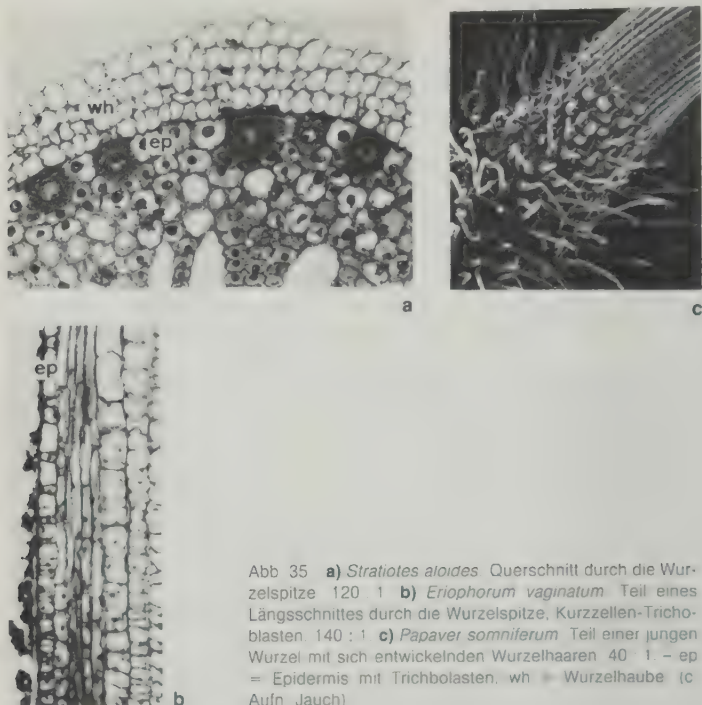 wh
ep
a
c
ep
b
Abb 35 a) Stratiotes aloides Querschnitt durch die Wur-
zelspitze 120 1 b) Eriophorum vaginatum Teil eines
Längsschnittes durch die Wurzelspitze, Kurzzellen-Tricho-
blasten 140 : 1 c) Papaver somniferum Teil einer jungen
Wurzel mit sich entwickelnden Wurzelhaaren 40 1 – ep
= Epidermis mit Trichbolasten, wh = Wurzelhaube (c
Aufn Jauch)